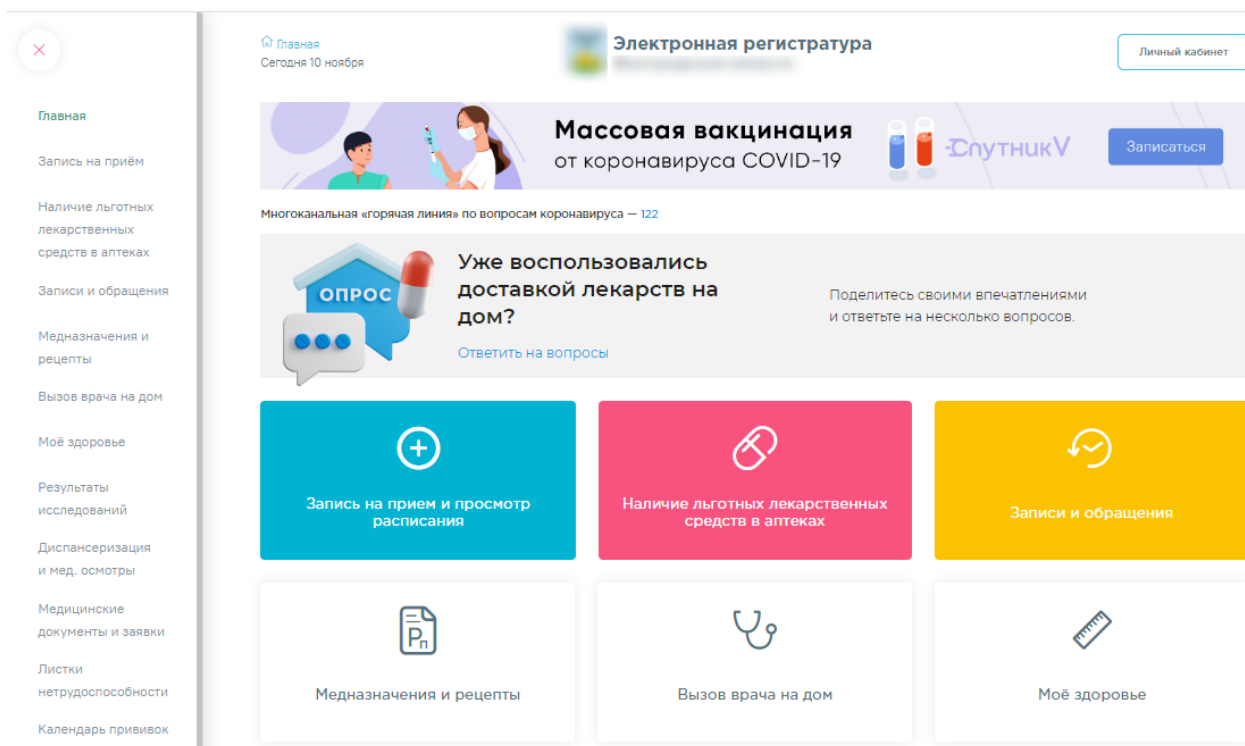 Главная
Запись на приём
Наличие льготных
лекарственных
средств в аптеках
Записи и обращения
Медназначения и
рецепты
Вызов врача на дом
Моё здоровье
Результаты
исследований
Диспансеризация
и мед. осмотры
Медицинские
документы и заявки
Листки
нетрудоспособности
Календарь прививок
Главная
Сегодня 10 ноября
Электронная регистратура
Личный кабинет
Массовая вакцинация
от коронавируса COVID-19
Спутник V
Записаться
Многоканальная «горячая линия» по вопросам коронавируса — 122
ОПРОС
Уже воспользовались
доставкой лекарств на
дом?
Ответить на вопросы
Поделитесь своими впечатлениями
и ответьте на несколько вопросов.
Запись на прием и просмотр
расписания
Наличие льготных лекарственных
средств в аптеках
Записи и обращения
Рп
Медназначения и рецепты
Вызов врача на дом
Моё здоровье